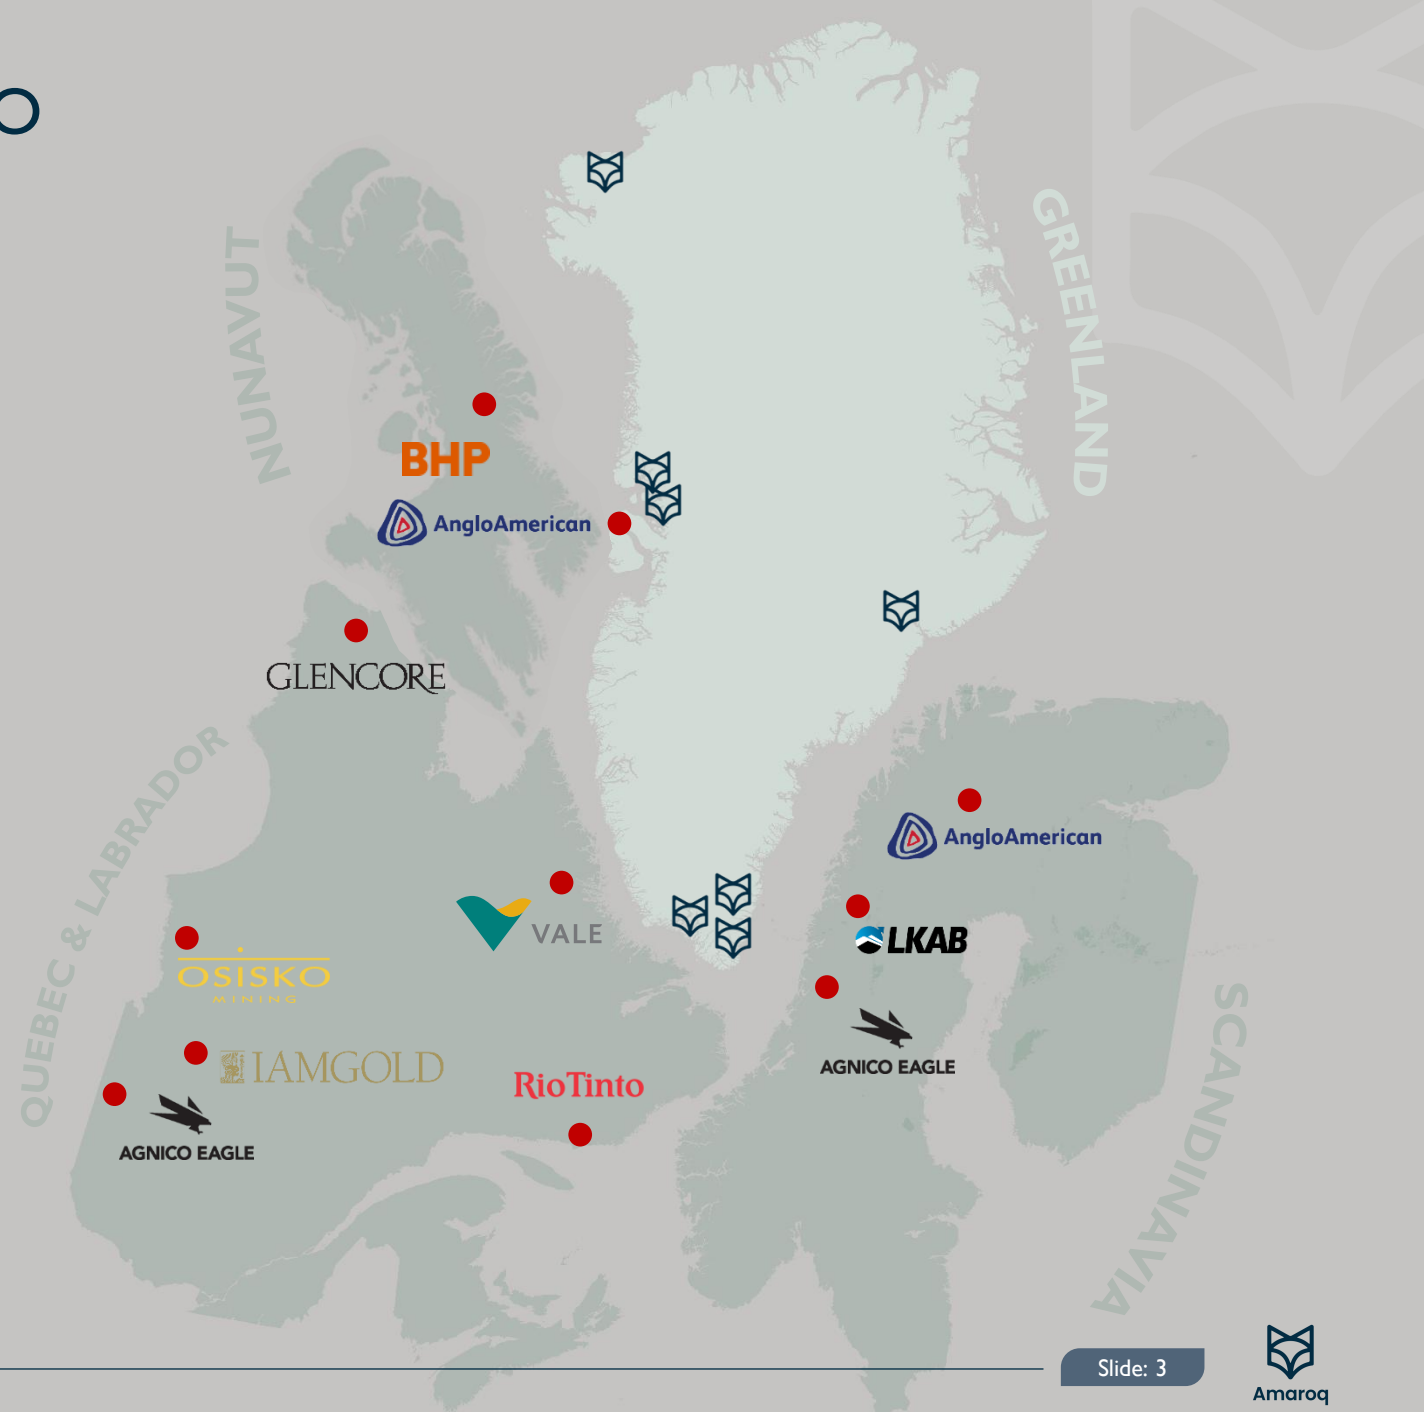 O
NUNAVUT
GREENLAND
BHP
AngloAmerican
GLENCORE
QUEBEC & LABRADOR
AngloAmerican
VALE
LKAB
OSISKO
MINING
SCANDINAVIA
AGNICO EAGLE
IAMGOLD
RioTinto
AGNICO EAGLE
Slide: 3
Amaroq